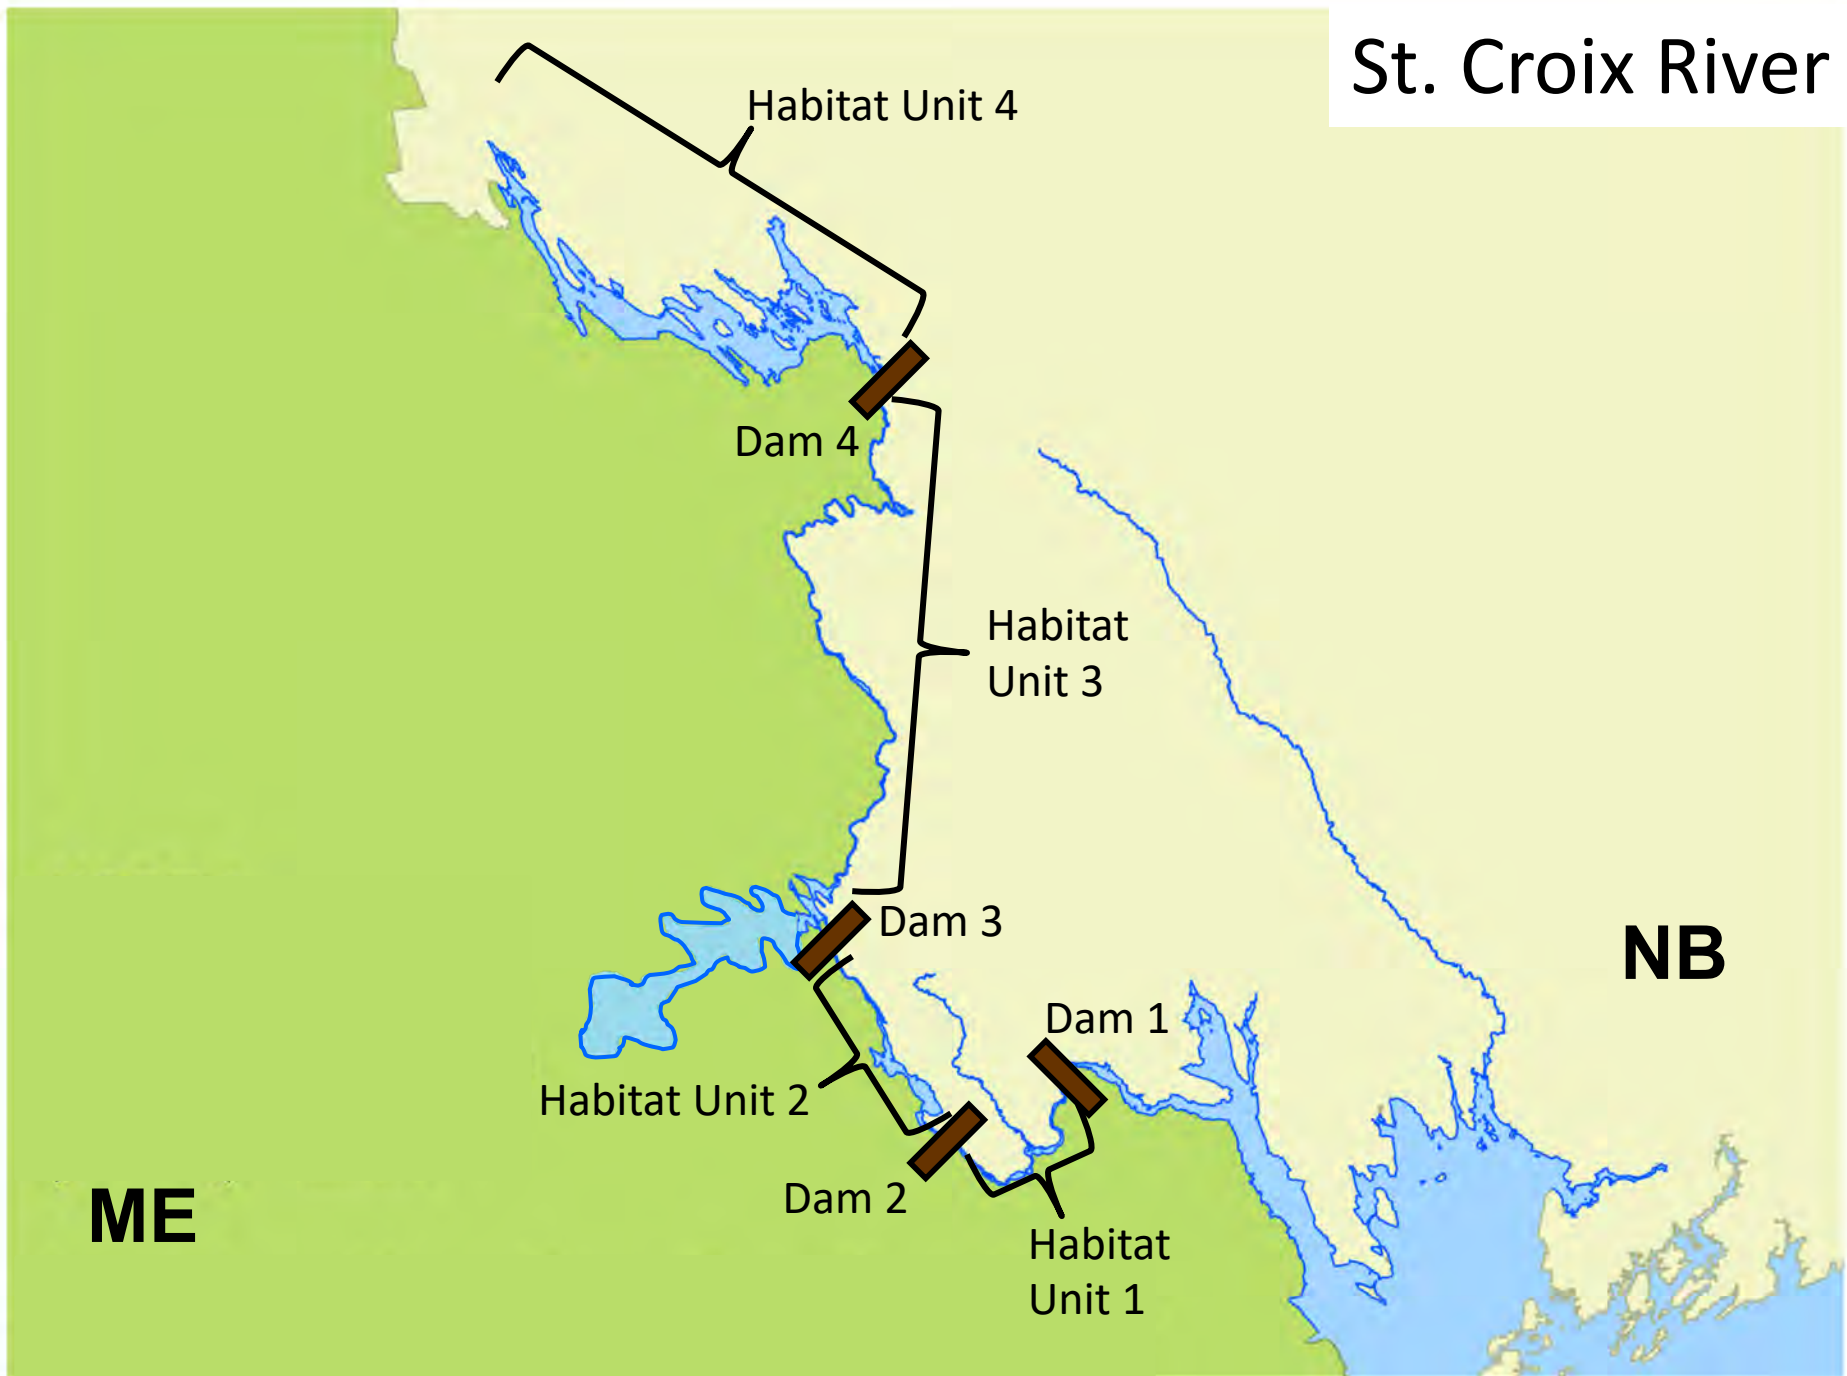 St. Croix River
Habitat Unit 4
Dam 4
Habitat
Unit 3
Dam 3
NB
Dam 1
Habitat Unit 2
Dam 2
ME
Habitat
Unit 1